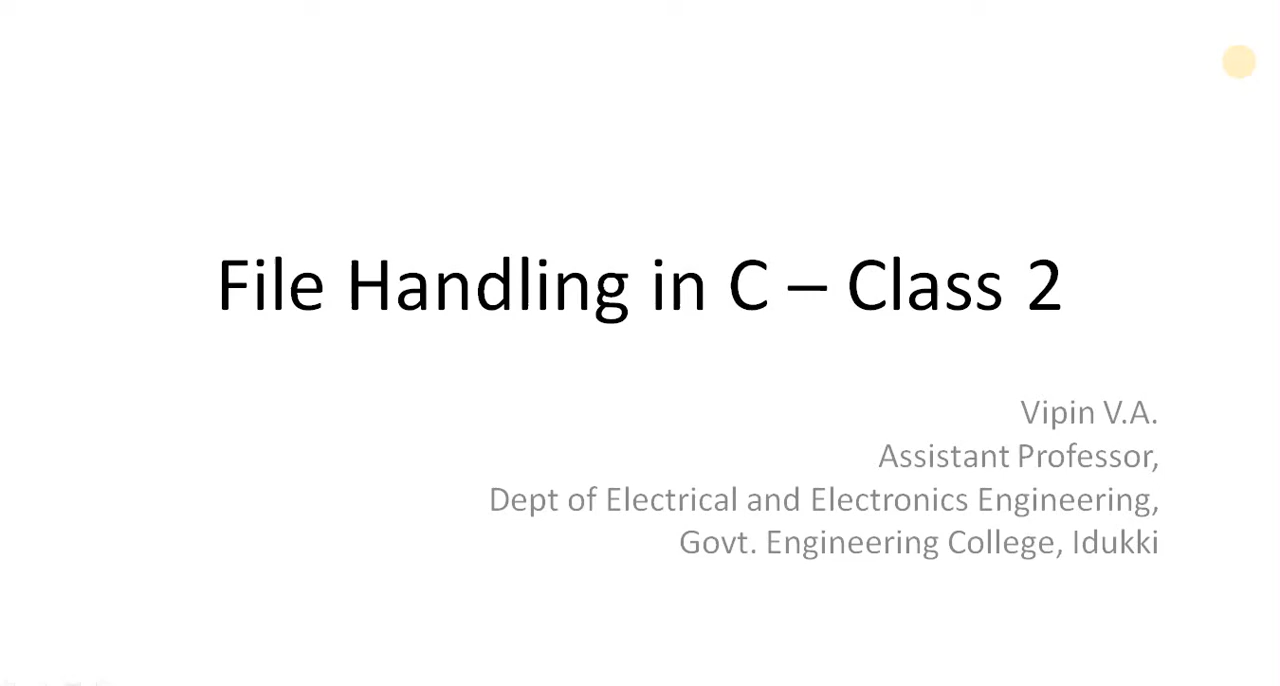 File Handling in C – Class 2
Vipin V.A.
Assistant Professor,
Dept of Electrical and Electronics Engineering,
Govt. Engineering College, Idukki